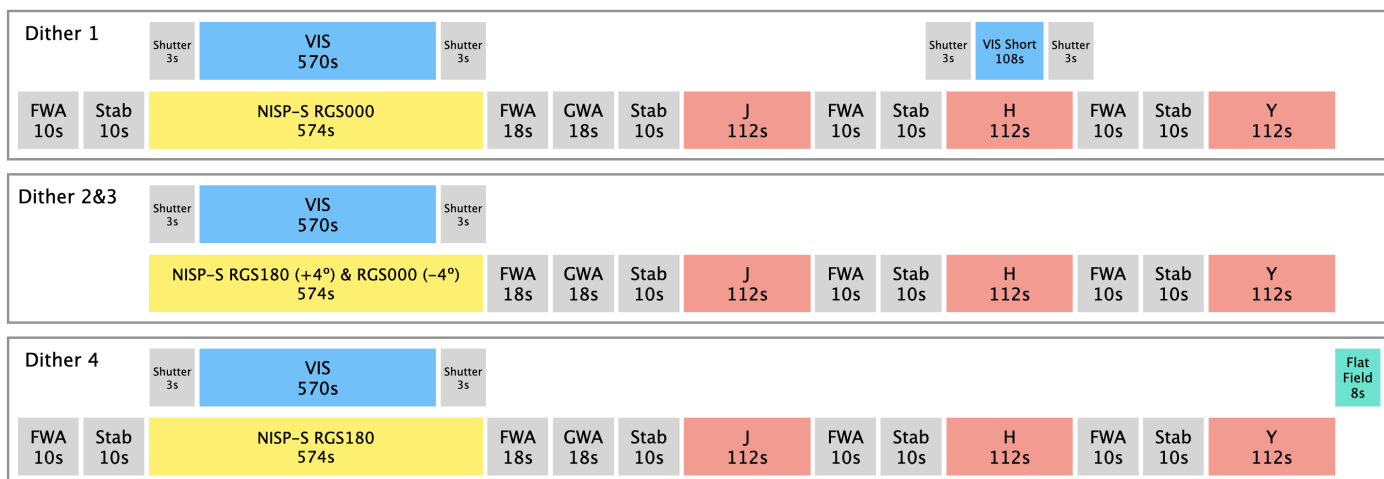 Dither 1
Shutter
3s
VIS
570s
Shutter
3s
Shutter
3s
VIS Short
108s
Shutter
3s
FWA
10s
Stab
10s
NISP-S RGS000
574s
FWA
18s
GWA
18s
Stab
10s
J
112s
FWA
10s
Stab
10s
H
112s
FWA
10s
Stab
10s
Y
112s
Dither 2&3
Shutter
3s
VIS
570s
Shutter
3s
NISP-S RGS180 (+4º) & RGS000 (-4º)
574s
FWA
18s
GWA
18s
Stab
10s
J
112s
FWA
10s
Stab
10s
H
112s
FWA
10s
Stab
10s
Y
112s
Dither 4
Shutter
3s
VIS
570s
Shutter
3s
Flat
Field
8s
FWA
10s
Stab
10s
NISP-S RGS180
574s
FWA
18s
GWA
18s
Stab
10s
J
112s
FWA
10s
Stab
10s
H
112s
FWA
10s
Stab
10s
Y
112s